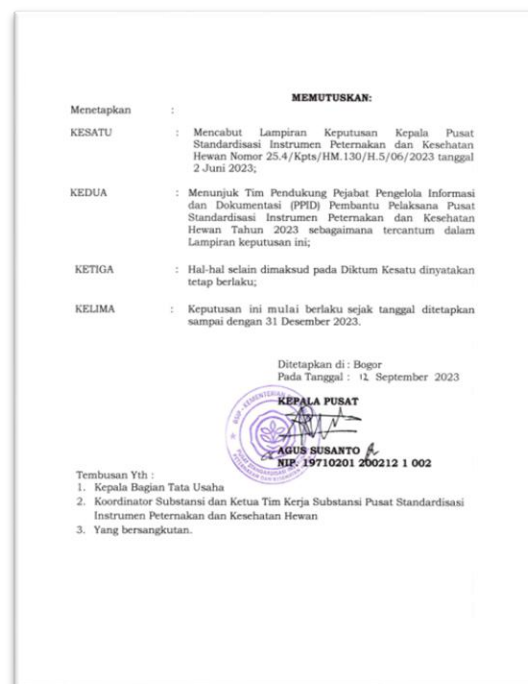 MEMUTUSKAN:
Menetapkan :
KESATU : Mencabut Lampiran Keputusan Kepala Pusat
Standardisasi Instrumen Peternakan dan Kesehatan
Hewan Nomor 25.4/Kpts/HM.130/H.5/06/2023 tanggal
2 Juni 2023;
KEDUA : Menunjuk Tim Pendukung Pejabat Pengelola Informasi
dan Dokumentasi (PPID) Pembantu Pelaksana Pusat
Standardisasi Instrumen Peternakan dan Kesehatan
Hewan Tahun 2023 sebagaimana tercantum dalam
Lampiran keputusan ini;
KETIGA : Hal-hal selain dimaksud pada Diktum Kesatu dinyatakan
tetap berlaku;
KELIMA : Keputusan ini mulai berlaku sejak tanggal ditetapkan
sampai dengan 31 Desember 2023.
Ditetapkan di : Bogor
Pada Tanggal : 12 September 2023
KEPALA PUSAT
AGUS SUSANTO
NIP. 19710201 200212 1 002
Tembusan Yth :
1. Kepala Bagian Tata Usaha
2. Koordinator Substansi dan Ketua Tim Kerja Substansi Pusat Standardisasi
Instrumen Peternakan dan Kesehatan Hewan
3. Yang bersangkutan.